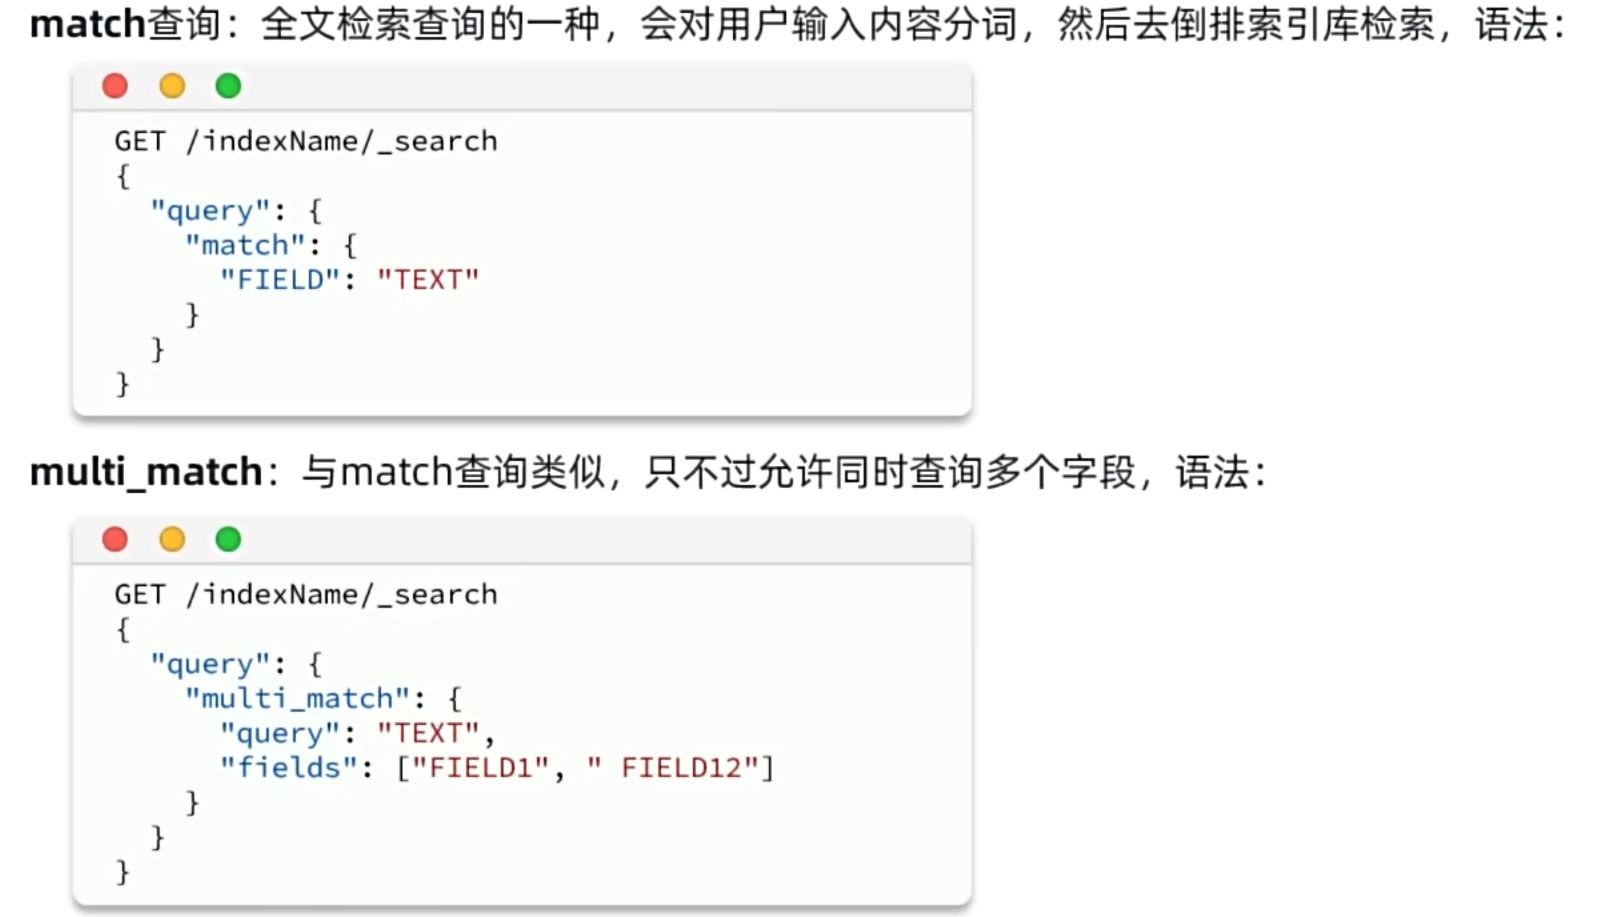 match查询：全文检索查询的一种，会对用户输入内容分词，然后去倒排索引库检索，语法：
GET /indexName/_search
{
  "query": {
    "match": {
      "FIELD": "TEXT"
    }
  }
}
multi_match：与match查询类似，只不过允许同时查询多个字段，语法：
GET /indexName/_search
{
  "query": {
    "multi_match": {
      "query": "TEXT",
      "fields": ["FIELD1", " FIELD12"]
    }
  }
}